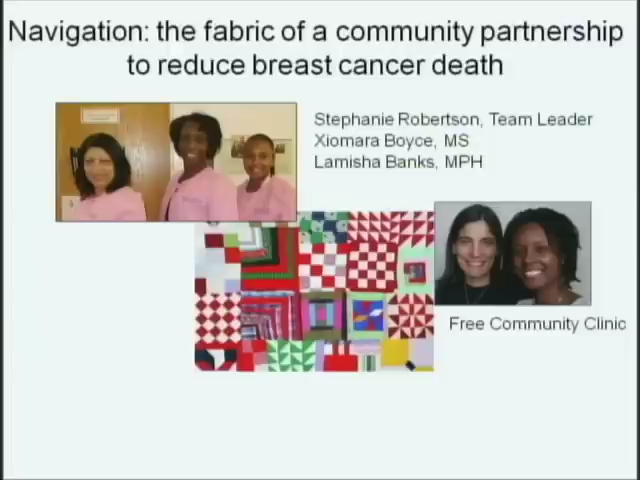 Navigation: the fabric of a community partnership
to reduce breast cancer death
Stephanie Robertson, Team Leader
Xiomara Boyce, MS
Lamisha Banks, MPH
Free Community Clinic